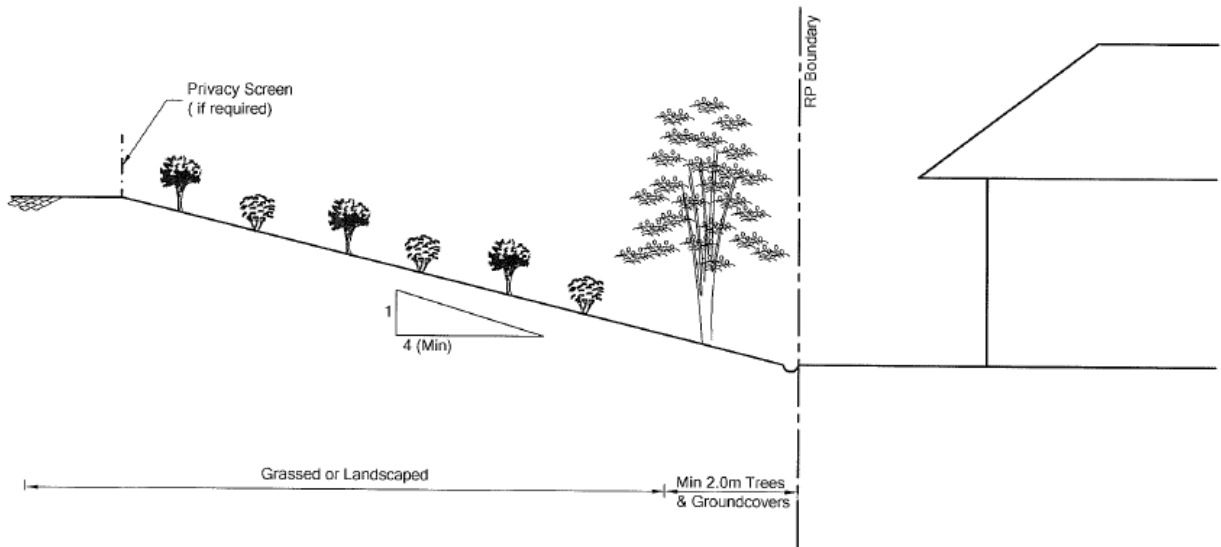 Privacy Screen
( if required)
RP Boundary
1
4 (Min)
Grassed or Landscaped
Min 2.0m Trees
& Groundcovers